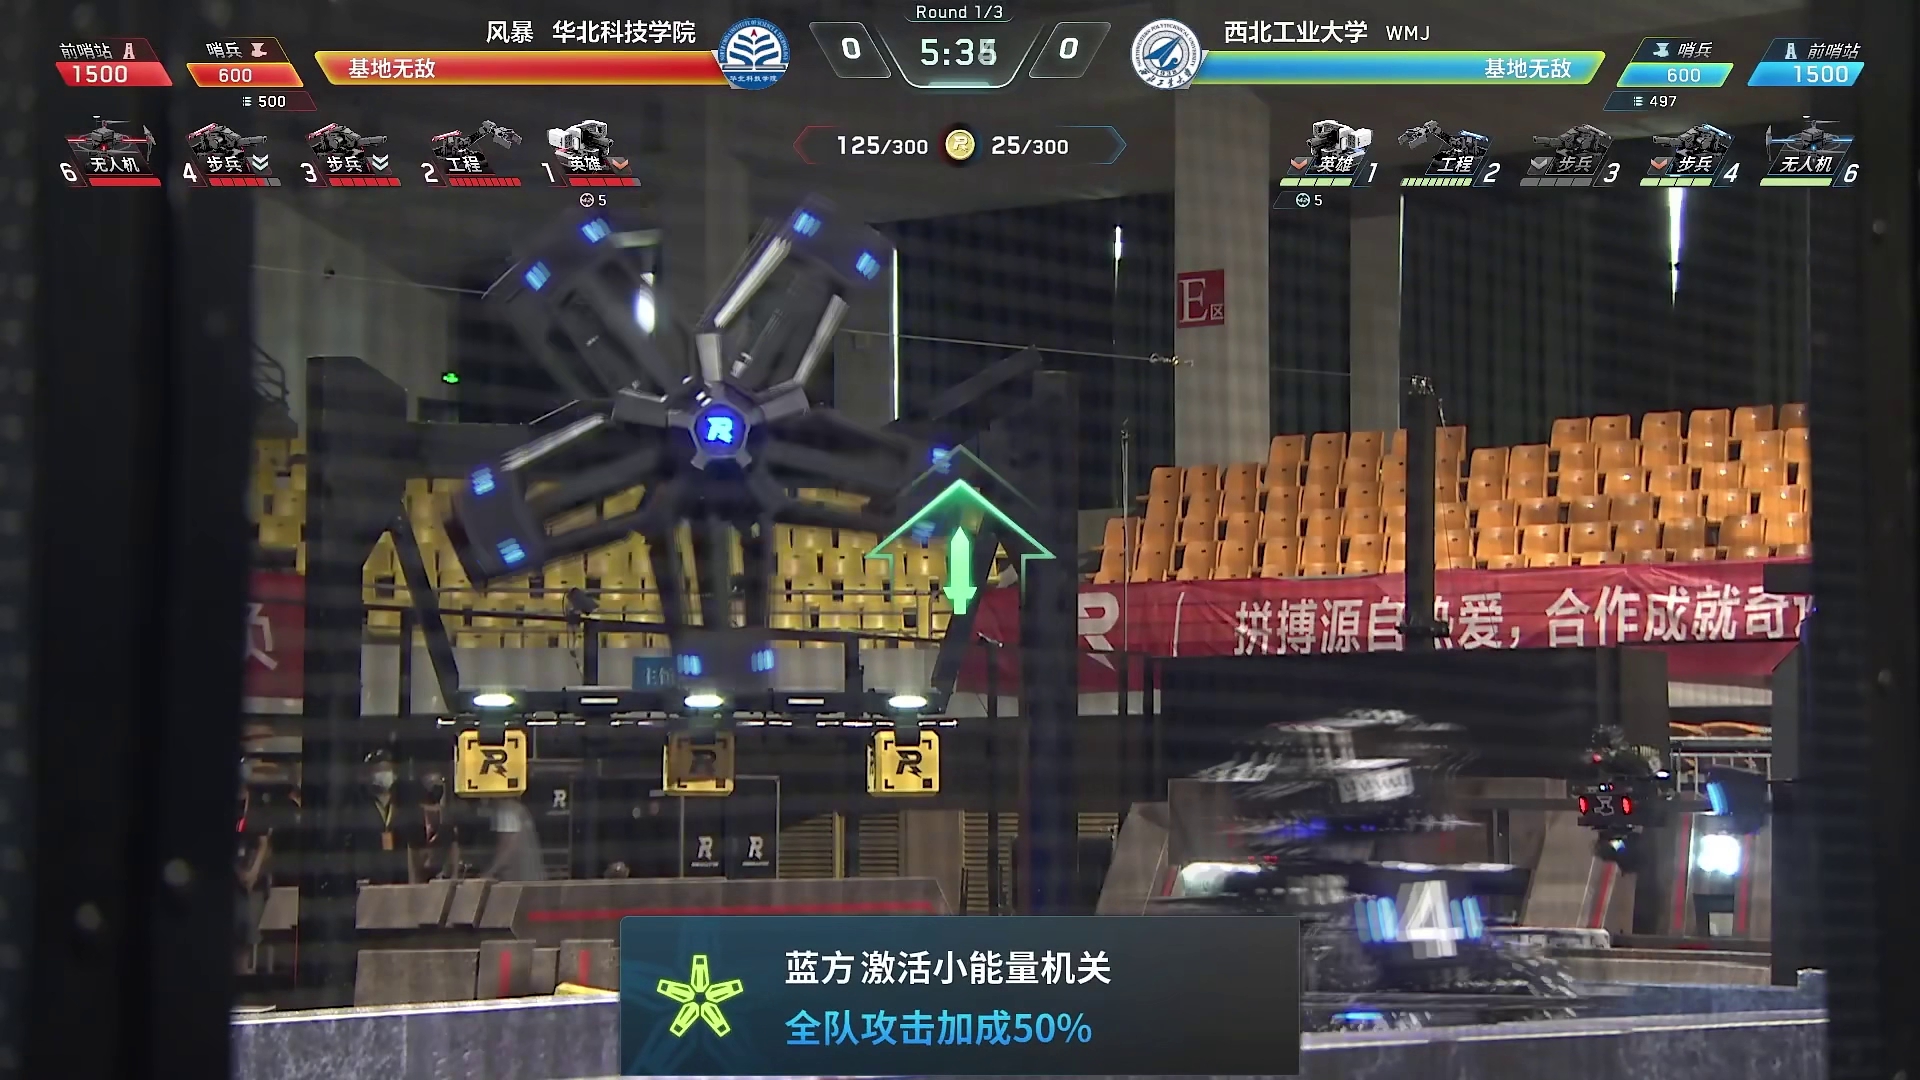 Round 1/3
风暴 华北科技学院
0
5:35
0
西北工业大学 WMJ
前哨站
1500
哨兵
600
500
基地无敌
基地无敌
哨兵
600
497
前哨站
1500
6 无人机
4 步兵
3 步兵
2 工程
1 英雄
5
125/300
25/300
英雄 1
5
工程 2
步兵 3
步兵 4
无人机 6
R
E区
拼搏源自热爱，合作成就奇
R
主馆
R
R
R
R
R
R
4
蓝方 激活小能量机关
全队攻击加成50%